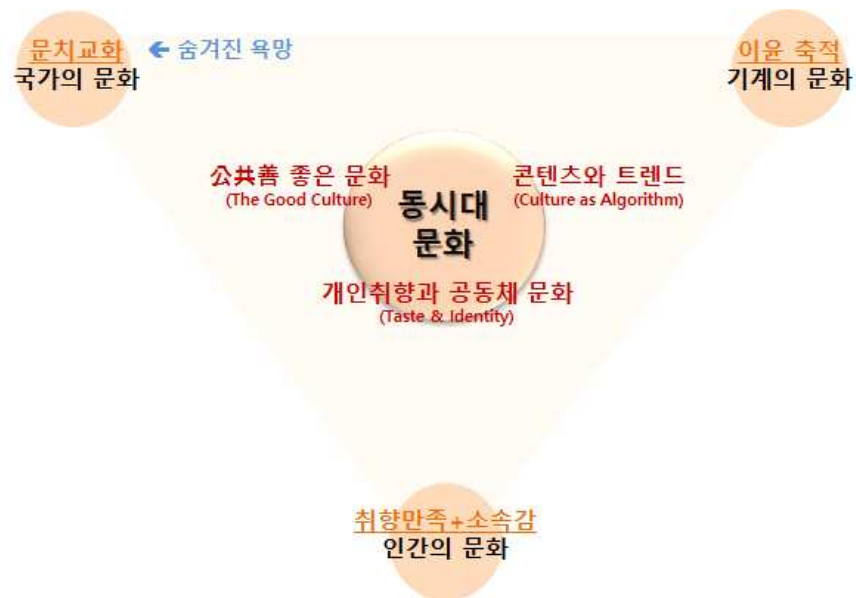 문치교화 ← 숨겨진 욕망
국가의 문화
이윤 축적
기계의 문화
公共善 좋은 문화
(The Good Culture)
콘텐츠와 트렌드
(Culture as Algorithm)
동시대
문화
개인취향과 공동체 문화
(Taste & Identity)
취향만족+소속감
인간의 문화